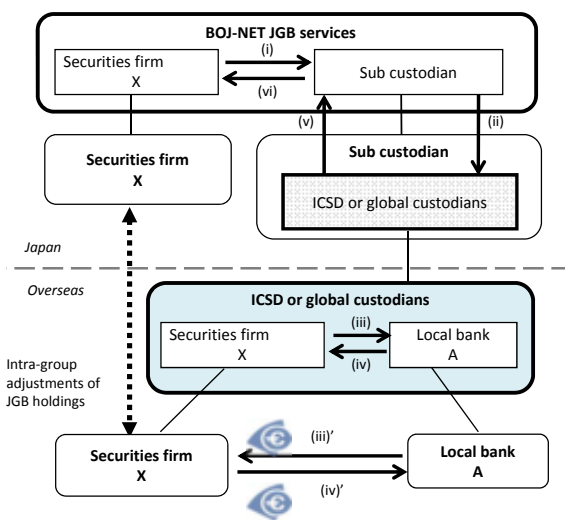 BOJ-NET JGB services
Securities firm
X
(i)
(vi)
Sub custodian
(v)
(ii)
Securities firm
X
Sub custodian
ICSD or global custodians
Japan
Overseas
ICSD or global custodians
Securities firm
X
(iii)
(iv)
Local bank
A
Intra-group
adjustments of
JGB holdings
Securities firm
X
(iii)'
(iv)'
Local bank
A